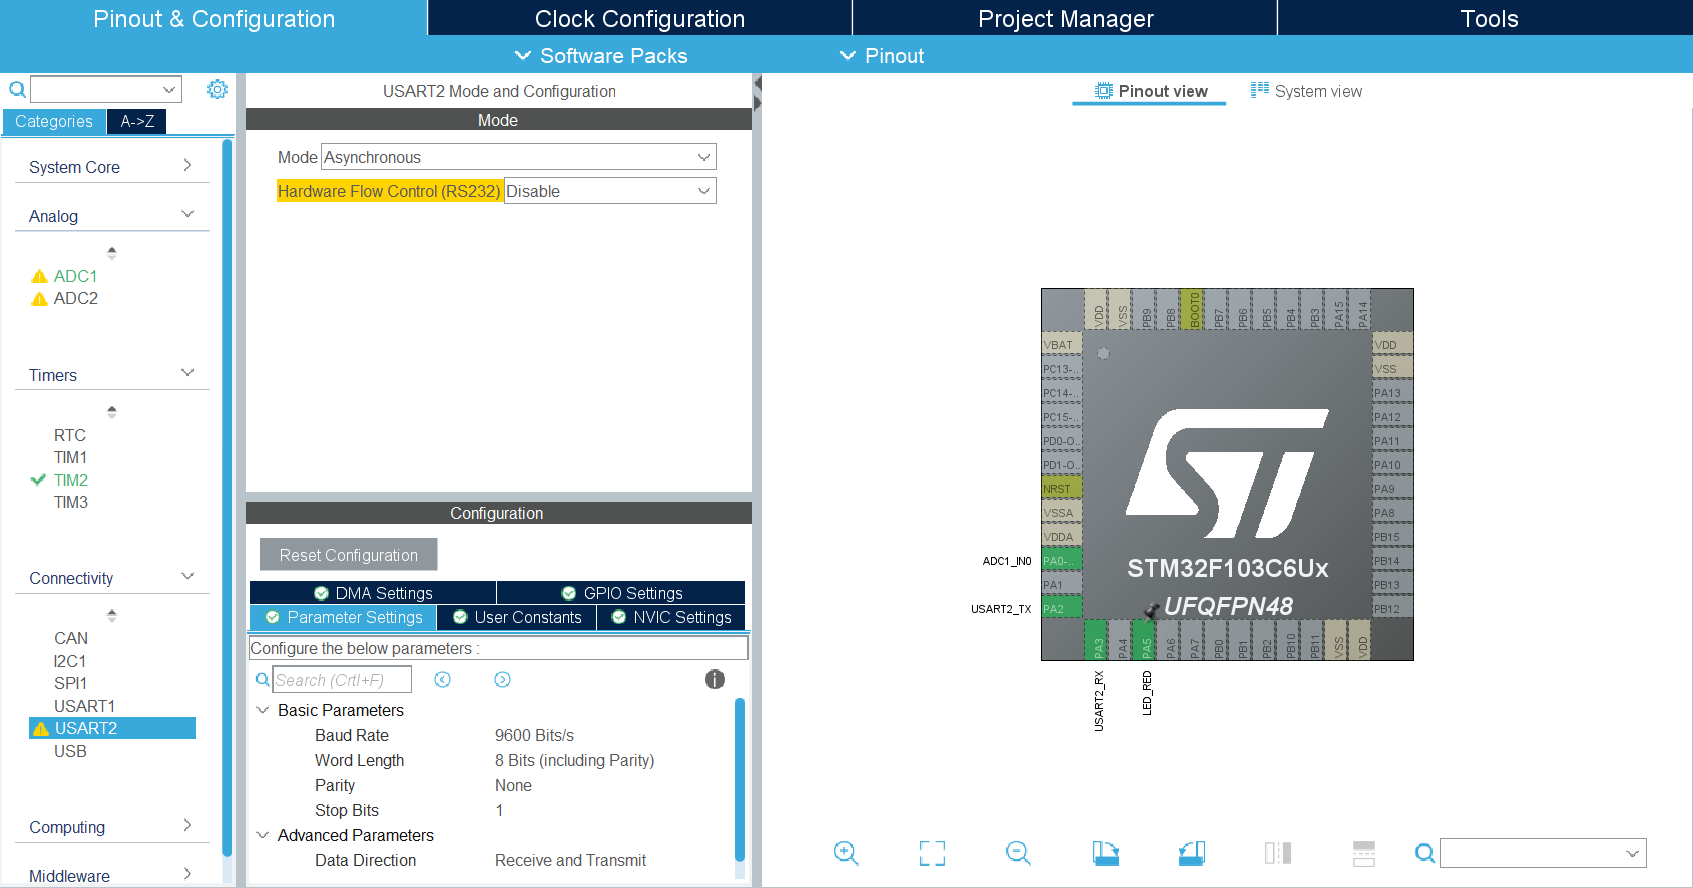 Pinout & Configuration
Clock Configuration
Project Manager
Tools
Software Packs
Pinout
Categories
A->Z
System Core
Analog
ADC1
ADC2
Timers
RTC
TIM1
TIM2
TIM3
Connectivity
CAN
I2C1
SPI1
USART1
USART2
USB
Computing
Middleware
USART2 Mode and Configuration
Mode
Mode Asynchronous
Hardware Flow Control (RS232) Disable
Configuration
Reset Configuration
DMA Settings
GPIO Settings
Parameter Settings
User Constants
NVIC Settings
Configure the below parameters :
Search (Crtl+F)
Basic Parameters
Baud Rate 9600 Bits/s
Word Length 8 Bits (including Parity)
Parity None
Stop Bits 1
Advanced Parameters
Data Direction Receive and Transmit
Pinout view
System view
VDD
VSS
PB9
PB8
BOOT0
PB7
PB6
PB5
PB4
PB3
PA15
PA14
VBAT
PC13-..
PC14-..
PC15-..
PD0-O..
PD1-O..
NRST
VSSA
VDDA
ADC1_IN0 PA0-..
PA1
USART2_TX PA2
VDD
VSS
PA13
PA12
PA11
PA10
PA9
PA8
PB15
PB14
PB13
PB12
ST
STM32F103C6Ux
UFQFPN48
PA3
PA4
PA5
PA6
PA7
PB0
PB1
PB2
PB10
PB11
VSS
VDD
USART2_RX
LED_RED